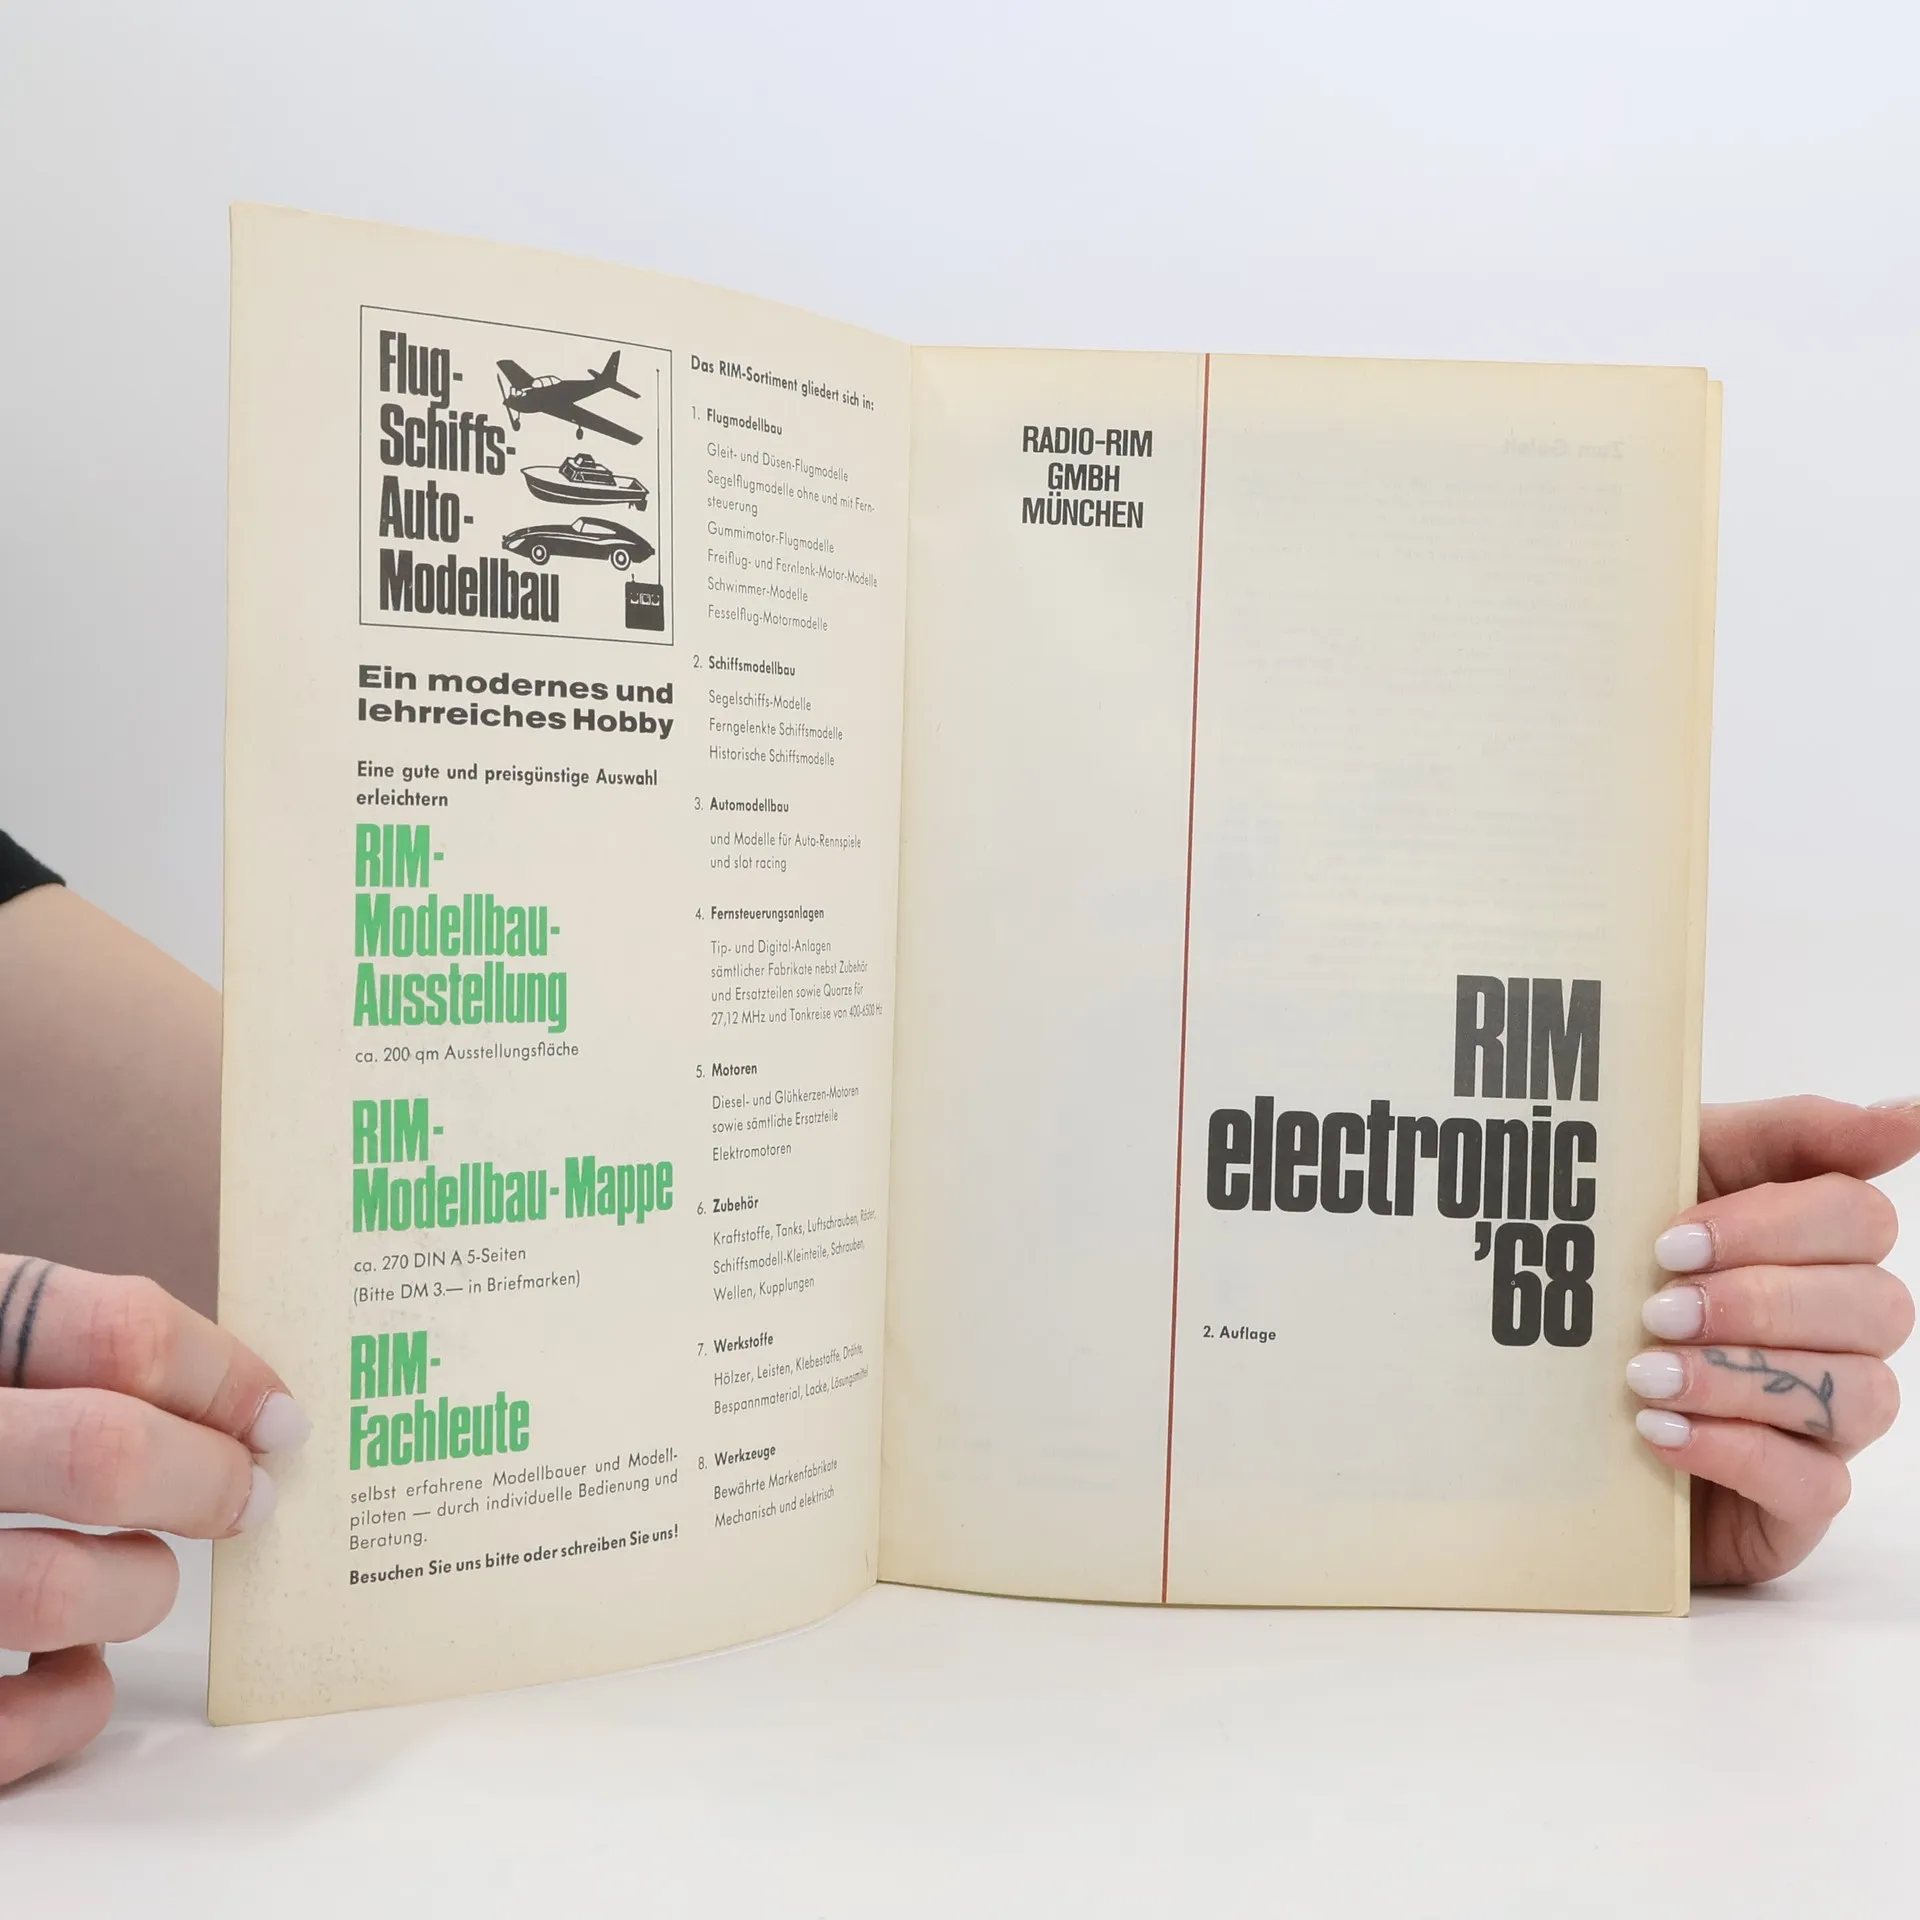 Flug-
Schiffs-
Auto-
Modellbau
Ein modernes und
lehrreiches Hobby
Eine gute und preisgünstige Auswahl
erleichtern
RIM-
Modellbau-
Ausstellung
ca. 200 qm Ausstellungsfläche
RIM-
Modellbau-Mappe
ca. 270 DIN A 5-Seiten
(Bitte DM 3.— in Briefmarken)
RIM-
Fachleute
selbst erfahrene Modellbauer und Modell-
piloten — durch individuelle Bedienung und
Beratung.
Besuchen Sie uns bitte oder schreiben Sie uns!
Das RIM-Sortiment gliedert sich in:
1. Flugmodellbau
Gleit- und Düsen-Flugmodelle
Segelflugmodelle ohne und mit Fern-
steuerung
Gummimotor-Flugmodelle
Freiflug- und Fernlenk-Motor-Modelle
Schwimmer-Modelle
Fesselflug-Motormodelle
2. Schiffsmodellbau
Segelschiffs-Modelle
Ferngelenkte Schiffsmodelle
Historische Schiffsmodelle
3. Automodellbau
und Modelle für Auto-Rennspiele
und slot racing
4. Fernsteuerungsanlagen
Tip- und Digital-Anlagen
sämtlicher Fabrikate nebst Zubehör
und Ersatzteilen sowie Quarze für
27,12 MHz und Tonkreise von 400-6500 Hz
5. Motoren
Diesel- und Glühkerzen-Motoren
sowie sämtliche Ersatzteile
Elektromotoren
6. Zubehör
Kraftstoffe, Tanks, Luftschrauben, Räder,
Schiffsmodell-Kleinteile, Schrauben,
Wellen, Kupplungen
7. Werkstoffe
Hölzer, Leisten, Klebestoffe, Drähte,
Bespannmaterial, Lacke, Lösungsmittel
8. Werkzeuge
Bewährte Markenfabrikate
Mechanisch und elektrisch
RADIO-RIM
GMBH
MÜNCHEN
RIM
electronic
'68
2. Auflage